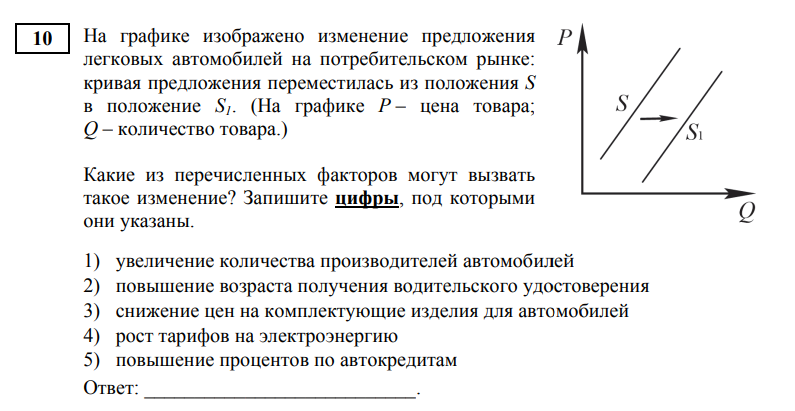 10
На графике изображено изменение предложения
легковых автомобилей на потребительском рынке:
кривая предложения переместилась из положения S
в положение S1. (На графике P – цена товара;
Q – количество товара.)
P
S
S1
Q
Какие из перечисленных факторов могут вызвать
такое изменение? Запишите цифры, под которыми
они указаны.
1) увеличение количества производителей автомобилей
2) повышение возраста получения водительского удостоверения
3) снижение цен на комплектующие изделия для автомобилей
4) рост тарифов на электроэнергию
5) повышение процентов по автокредитам
Ответ: ___________________________.